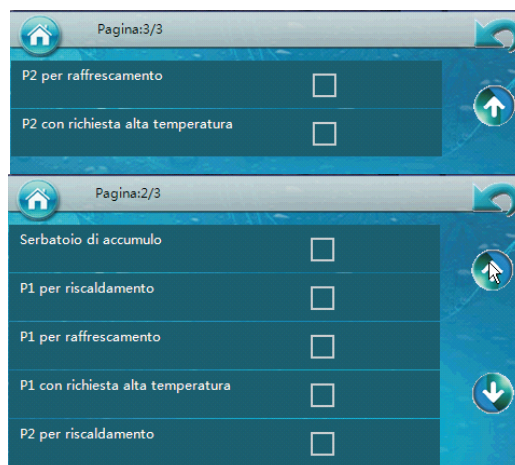 Pagina:3/3
P2 per raffrescamento
P2 con richiesta alta temperatura
Pagina:2/3
Serbatoio di accumulo
P1 per riscaldamento
P1 per raffrescamento
P1 con richiesta alta temperatura
P2 per riscaldamento